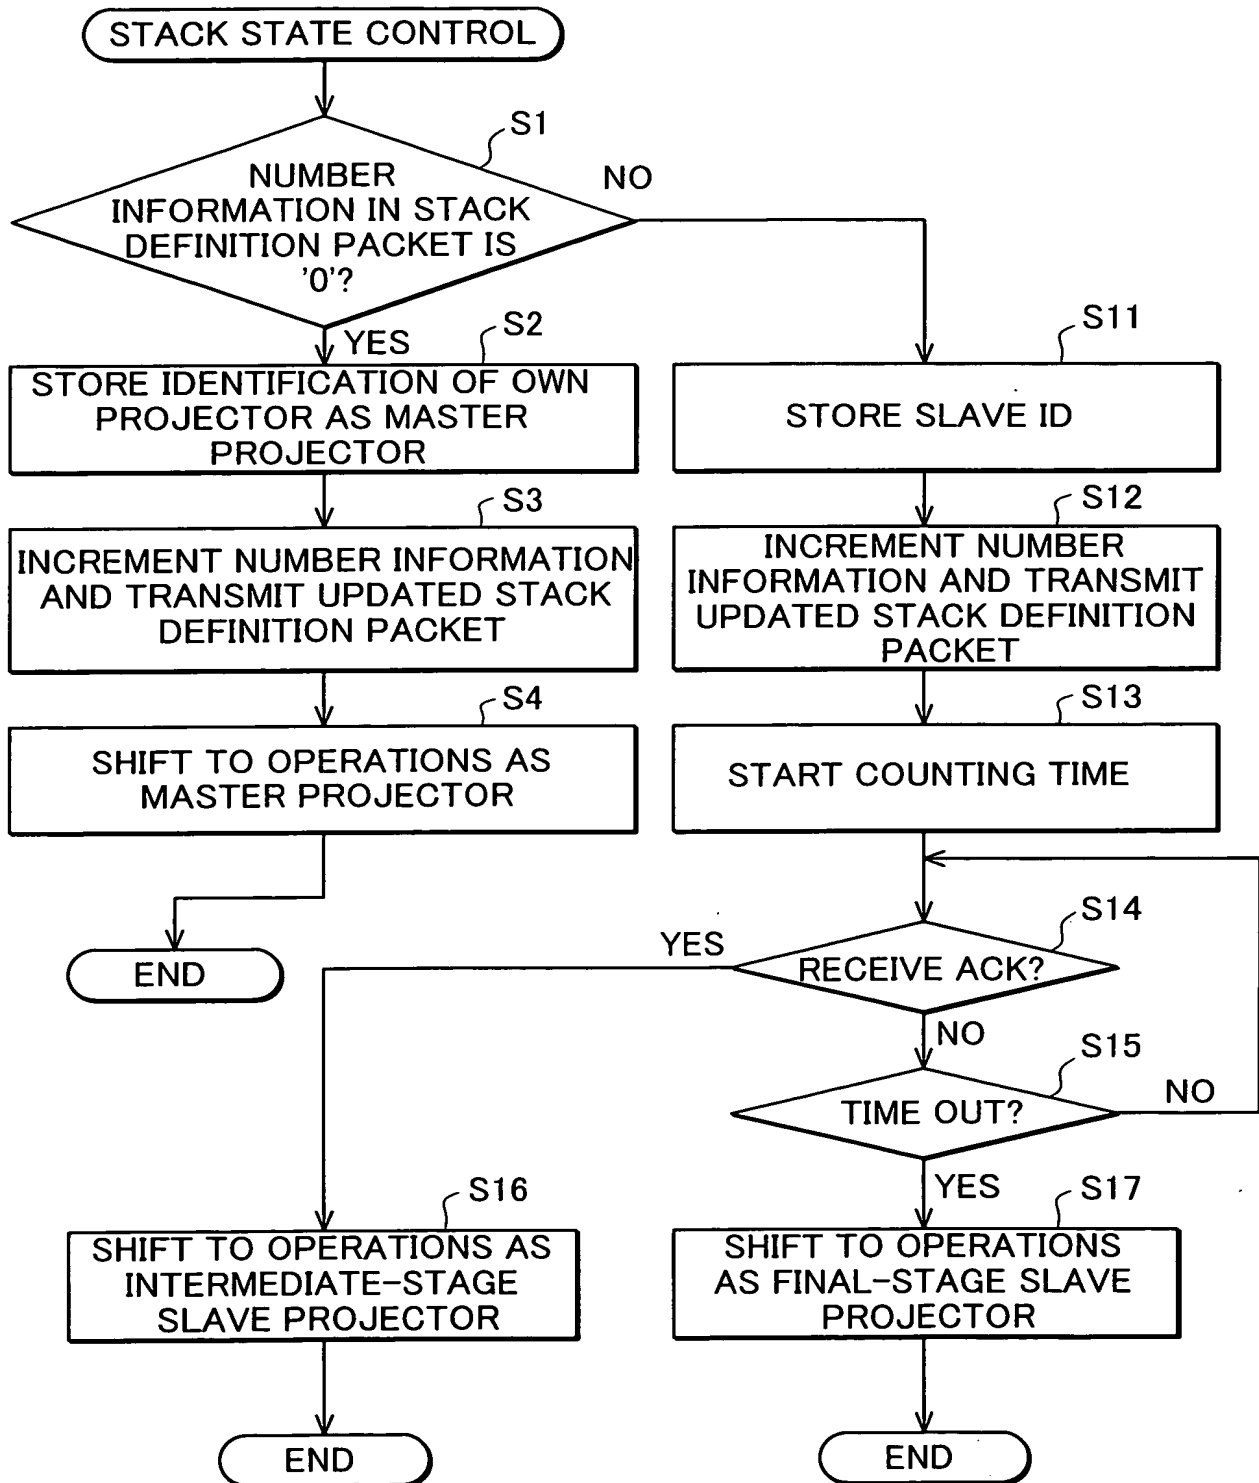 STACK STATE CONTROL
S1
NUMBER
INFORMATION IN STACK
DEFINITION PACKET IS
'0'?
NO
YES
S2
STORE IDENTIFICATION OF OWN
PROJECTOR AS MASTER
PROJECTOR
S3
INCREMENT NUMBER INFORMATION
AND TRANSMIT UPDATED STACK
DEFINITION PACKET
S4
SHIFT TO OPERATIONS AS
MASTER PROJECTOR
END
S11
STORE SLAVE ID
S12
INCREMENT NUMBER
INFORMATION AND TRANSMIT
UPDATED STACK DEFINITION
PACKET
S13
START COUNTING TIME
S14
RECEIVE ACK?
YES
NO
S15
TIME OUT?
NO
YES
S16
SHIFT TO OPERATIONS AS
INTERMEDIATE-STAGE
SLAVE PROJECTOR
END
S17
SHIFT TO OPERATIONS
AS FINAL-STAGE SLAVE
PROJECTOR
END